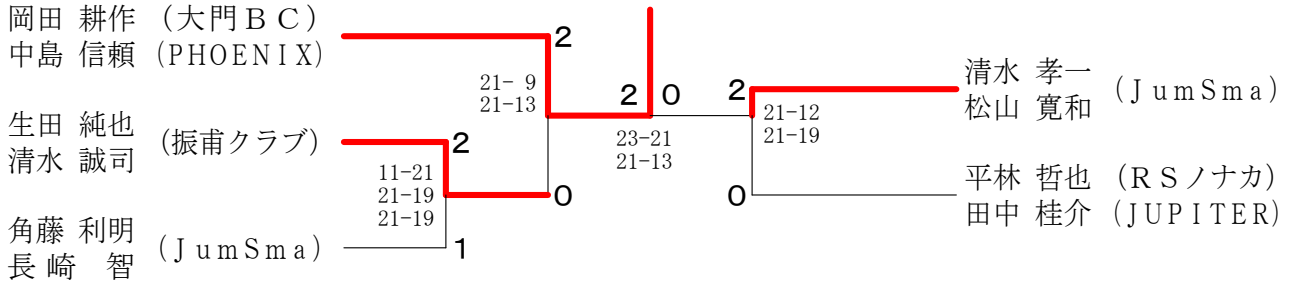 岡田 耕作 (大門ＢＣ)
中島 信頼 (PHOENIX)
2
21- 9
21-13
2 0
23-21
21-13
生田 純也
清水 誠司
(振甫クラブ)
2
11-21
21-19
21-19
0
角藤 利明
長崎 智
(JumSma)
1
清水 孝一
松山 寛和
(JumSma)
2
21-12
21-19
平林 哲也 (ＲＳノナカ)
田中 桂介 (JUPITER)
0